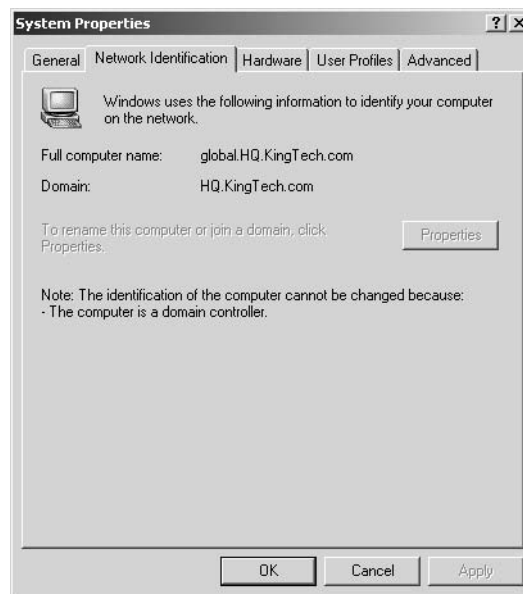 System Properties
General Network Identification Hardware User Profiles Advanced
Windows uses the following information to identify your computer
on the network.
Full computer name: global.HQ.KingTech.com
Domain: HQ.KingTech.com
To rename this computer or join a domain, click
Properties.
Properties
Note: The identification of the computer cannot be changed because:
- The computer is a domain controller.
OK Cancel Apply